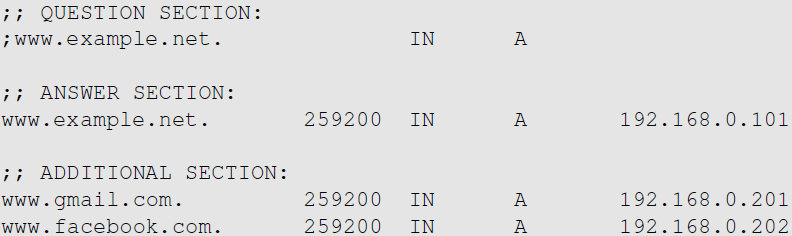 ;; QUESTION SECTION:
;www.example.net. IN A
;; ANSWER SECTION:
www.example.net. 259200 IN A 192.168.0.101
;; ADDITIONAL SECTION:
www.gmail.com. 259200 IN A 192.168.0.201
www.facebook.com. 259200 IN A 192.168.0.202